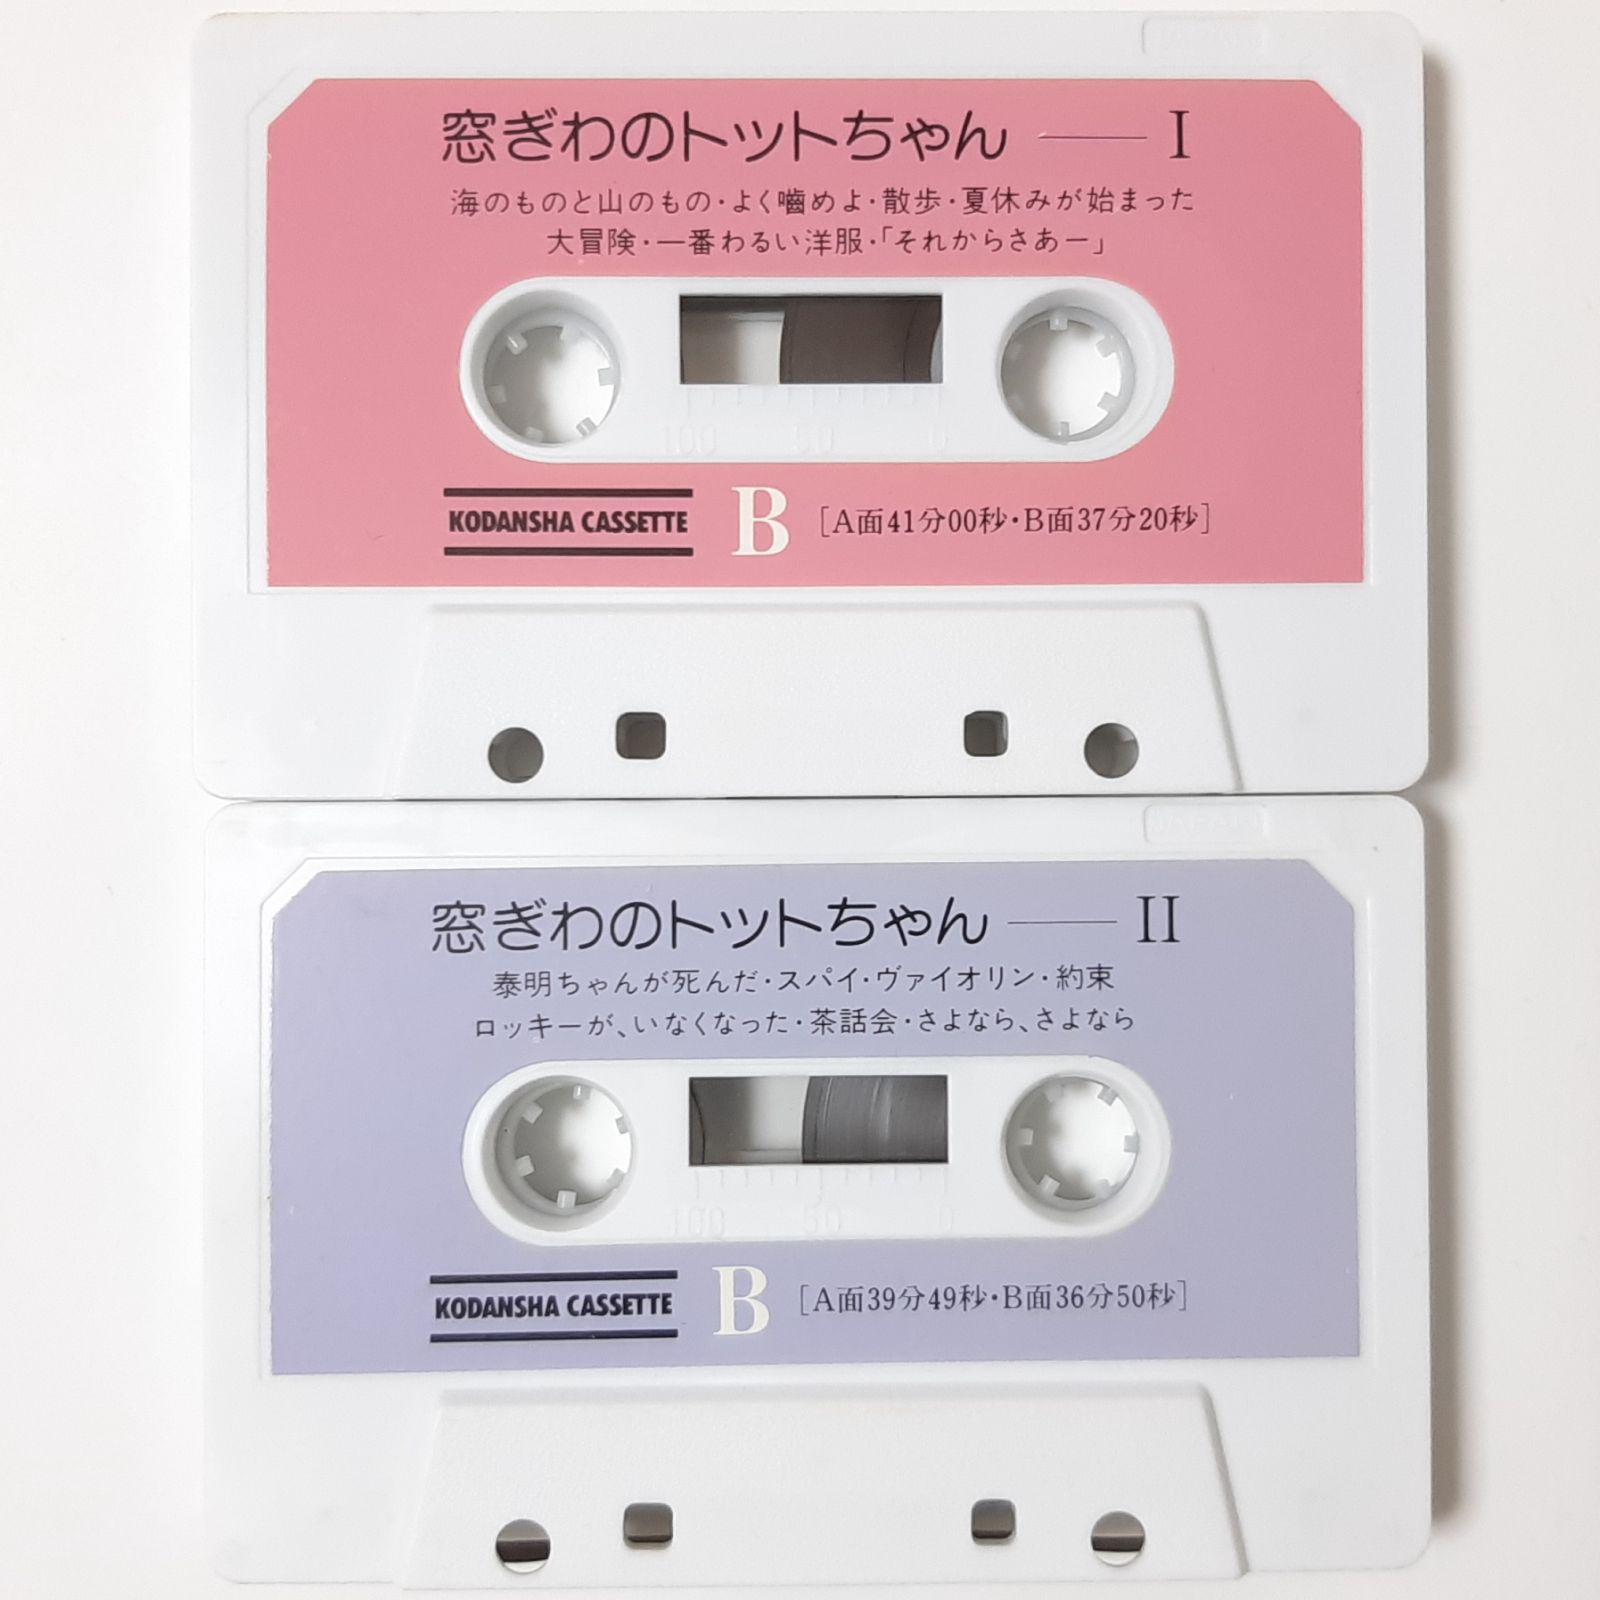 窓ぎわのトットちゃん ― I
海のものと山のもの・よく嚙めよ・散歩・夏休みが始まった
大冒険・一番わるい洋服・「それからさあー」
100 50 0
KODANSHA CASSETTE B [A面41分00秒・B面37分20秒]
JAPAN
窓ぎわのトットちゃん ― II
泰明ちゃんが死んだ・スパイ・ヴァイオリン・約束
ロッキーが、いなくなった・茶話会・さよなら、さよなら
100 50 0
KODANSHA CASSETTE B [A面39分49秒・B面36分50秒]